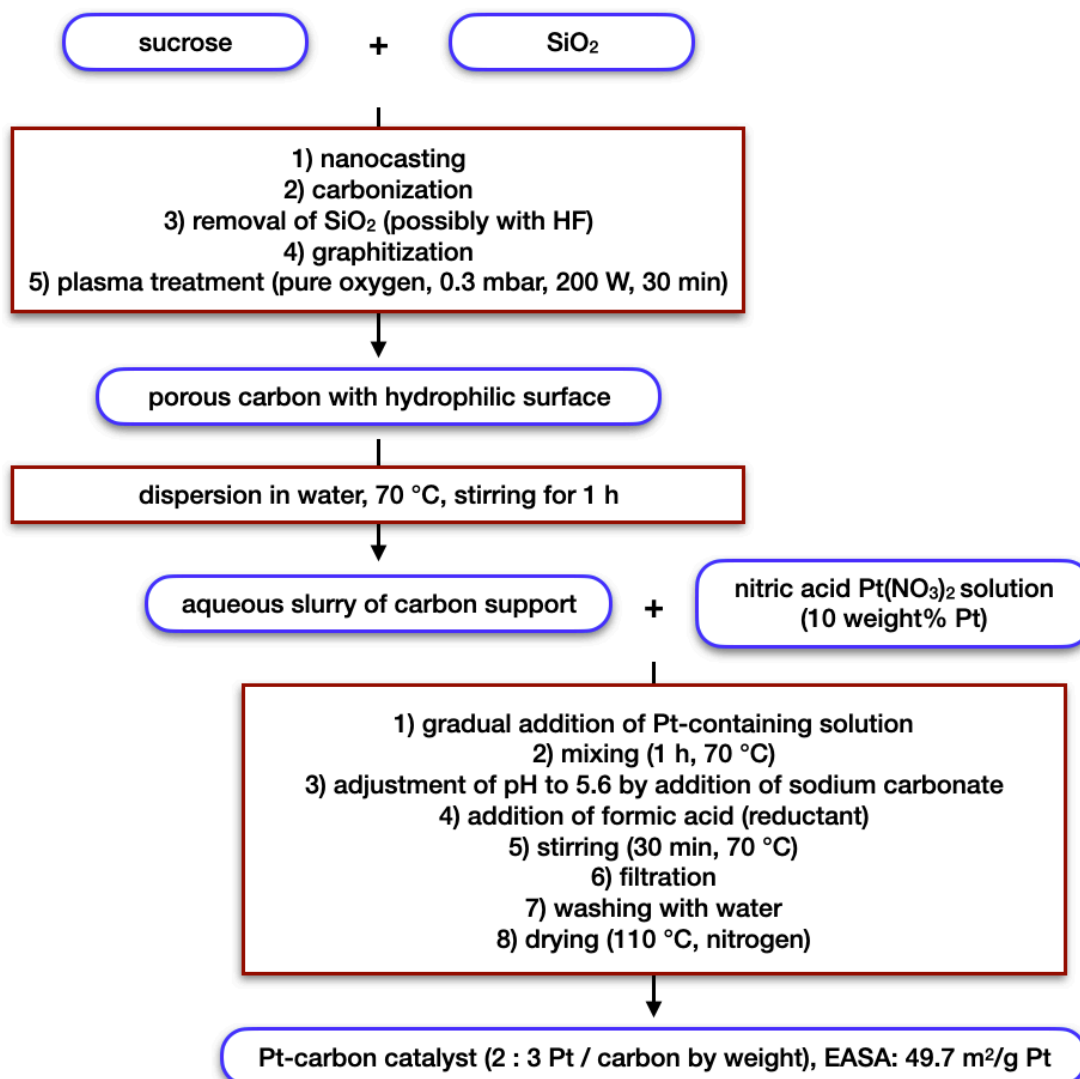 sucrose + SiO₂
1) nanocasting
2) carbonization
3) removal of SiO₂ (possibly with HF)
4) graphitization
5) plasma treatment (pure oxygen, 0.3 mbar, 200 W, 30 min)
porous carbon with hydrophilic surface
dispersion in water, 70 °C, stirring for 1 h
aqueous slurry of carbon support +
nitric acid Pt(NO₃)₂ solution
(10 weight% Pt)
1) gradual addition of Pt-containing solution
2) mixing (1 h, 70 °C)
3) adjustment of pH to 5.6 by addition of sodium carbonate
4) addition of formic acid (reductant)
5) stirring (30 min, 70 °C)
6) filtration
7) washing with water
8) drying (110 °C, nitrogen)
Pt-carbon catalyst (2 : 3 Pt / carbon by weight), EASA: 49.7 m²/g Pt